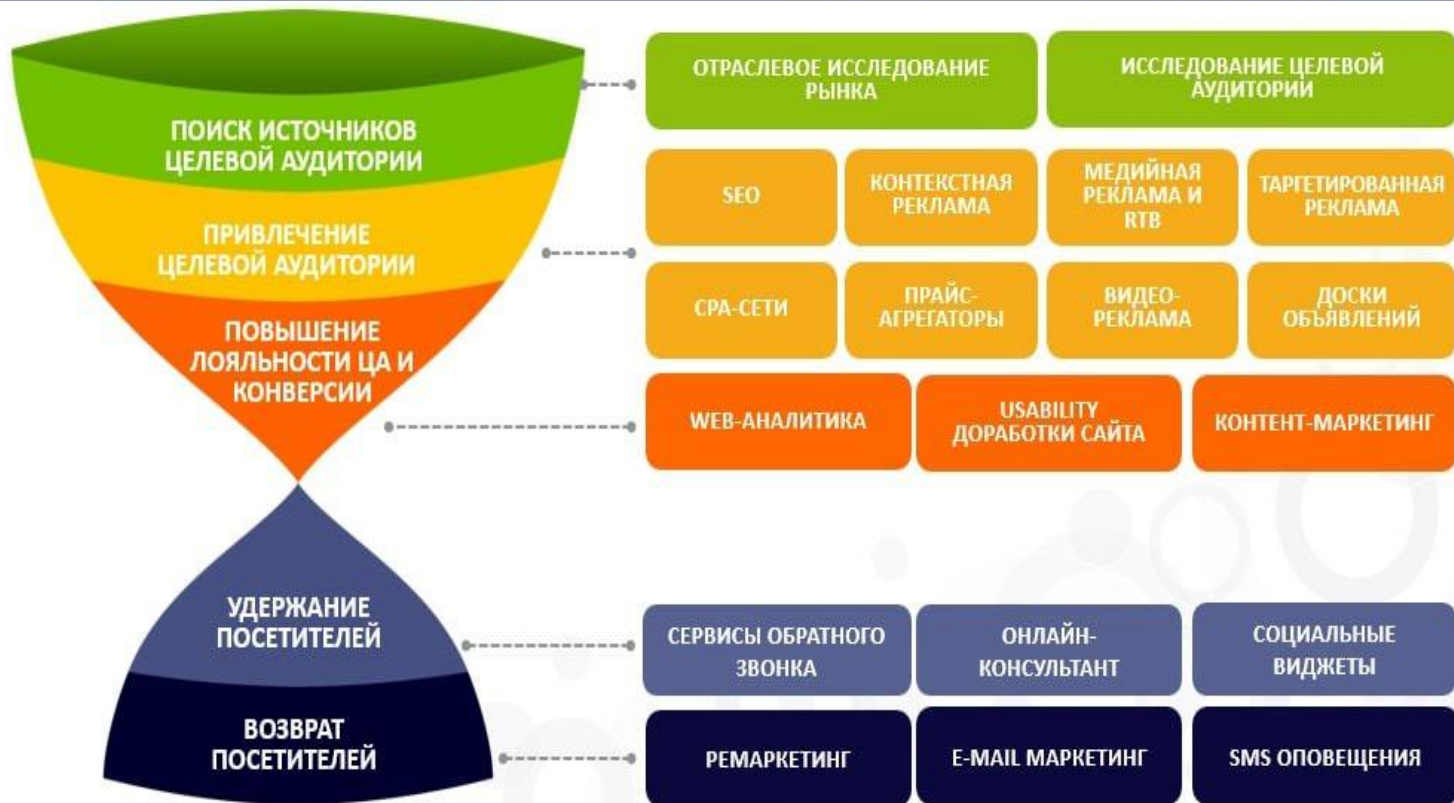 ПОИСК ИСТОЧНИКОВ
ЦЕЛЕВОЙ АУДИТОРИИ
ОТРАСЛЕВОЕ ИССЛЕДОВАНИЕ
РЫНКА
ИССЛЕДОВАНИЕ ЦЕЛЕВОЙ
АУДИТОРИИ
ПРИВЛЕЧЕНИЕ
ЦЕЛЕВОЙ АУДИТОРИИ
SEO
КОНТЕКСТНАЯ
РЕКЛАМА
МЕДИЙНАЯ
РЕКЛАМА И
RTB
ТАРГЕТИРОВАННАЯ
РЕКЛАМА
CPA-СЕТИ
ПРАЙС-
АГРЕГАТОРЫ
ВИДЕО-
РЕКЛАМА
ДОСКИ
ОБЪЯВЛЕНИЙ
ПОВЫШЕНИЕ
ЛОЯЛЬНОСТИ ЦА И
КОНВЕРСИИ
WEB-АНАЛИТИКА
USABILITY
ДОРАБОТКИ САЙТА
КОНТЕНТ-МАРКЕТИНГ
УДЕРЖАНИЕ
ПОСЕТИТЕЛЕЙ
СЕРВИСЫ ОБРАТНОГО
ЗВОНКА
ОНЛАЙН-
КОНСУЛЬТАНТ
СОЦИАЛЬНЫЕ
ВИДЖЕТЫ
ВОЗВРАТ
ПОСЕТИТЕЛЕЙ
РЕМАРКЕТИНГ
E-MAIL МАРКЕТИНГ
SMS ОПОВЕЩЕНИЯ